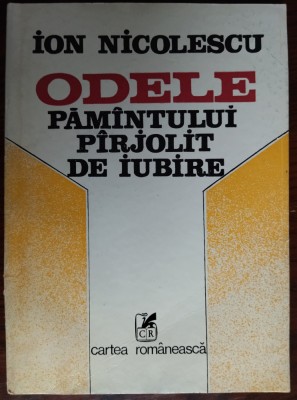 ION NICOLESCU
ODELE
PĂMÎNTULUI
PÎRJOLIT
DE IUBIRE
CR
cartea românească